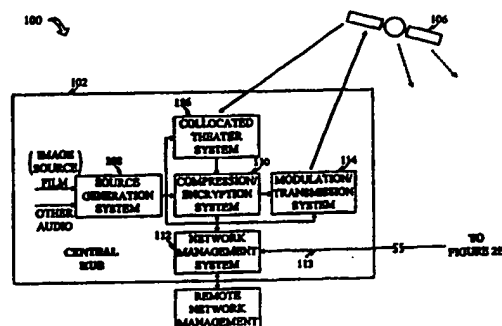 100
106
102
116
COLLOCATED
THEATER
SYSTEM
(IMAGE
SOURCE)
FILM
OTHER
AUDIO
108
SOURCE
GENERATION
SYSTEM
110
COMPRESSION/
ENCRYPTION
SYSTEM
114
MODULATION/
TRANSMISSION
SYSTEM
112
NETWORK
MANAGEMENT
SYSTEM
CENTRAL
HUB
113
TO
REMOTE
NETWORK
MANAGEMENT